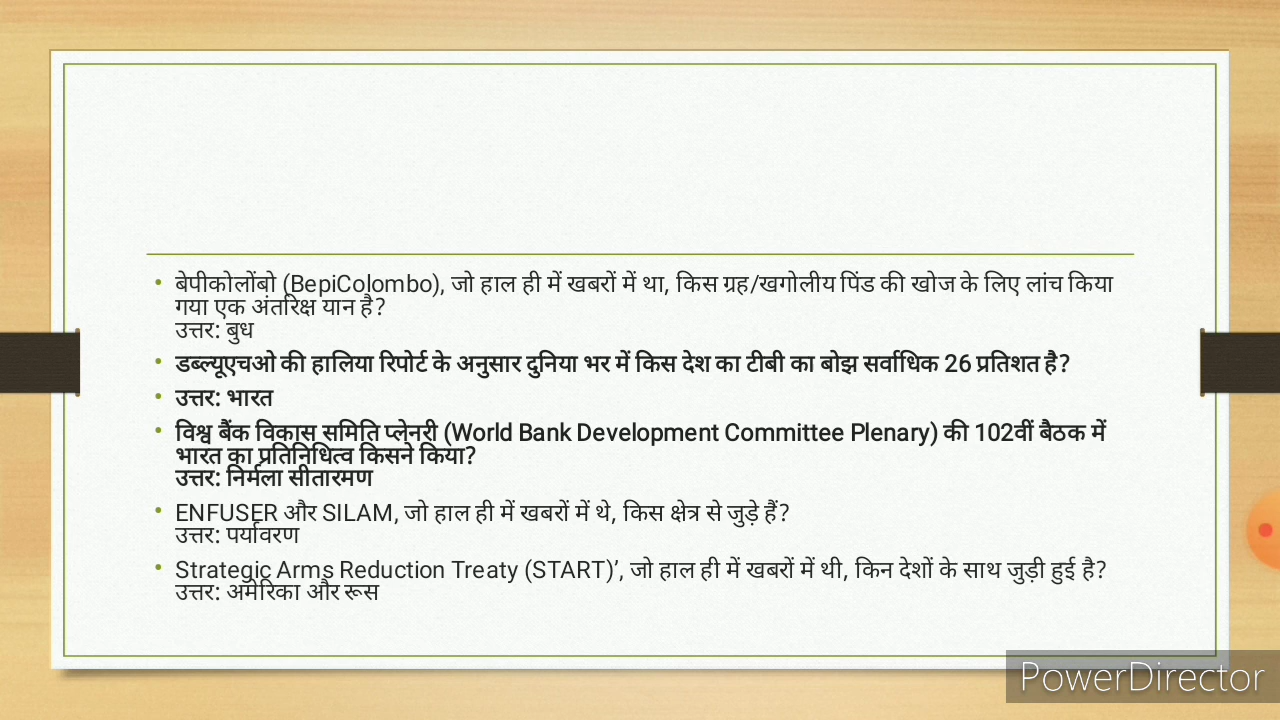 • बेपीकोलोंबो (BepiColombo), जो हाल ही में खबरों में था, किस ग्रह/खगोलीय पिंड की खोज के लिए लांच किया
गया एक अंतरिक्ष यान है?
उत्तर: बुध
• डब्ल्यूएचओ की हालिया रिपोर्ट के अनुसार दुनिया भर में किस देश का टीबी का बोझ सर्वाधिक 26 प्रतिशत है?
• उत्तर: भारत
• विश्व बैंक विकास समिति प्लेनरी (World Bank Development Committee Plenary) की 102वीं बैठक में
भारत का प्रतिनिधित्व किसने किया?
उत्तर: निर्मला सीतारमण
• ENFUSER और SILAM, जो हाल ही में खबरों में थे, किस क्षेत्र से जुड़े हैं?
उत्तर: पर्यावरण
• Strategic Arms Reduction Treaty (START)’, जो हाल ही में खबरों में थी, किन देशों के साथ जुड़ी हुई है?
उत्तर: अमेरिका और रूस
PowerDirector